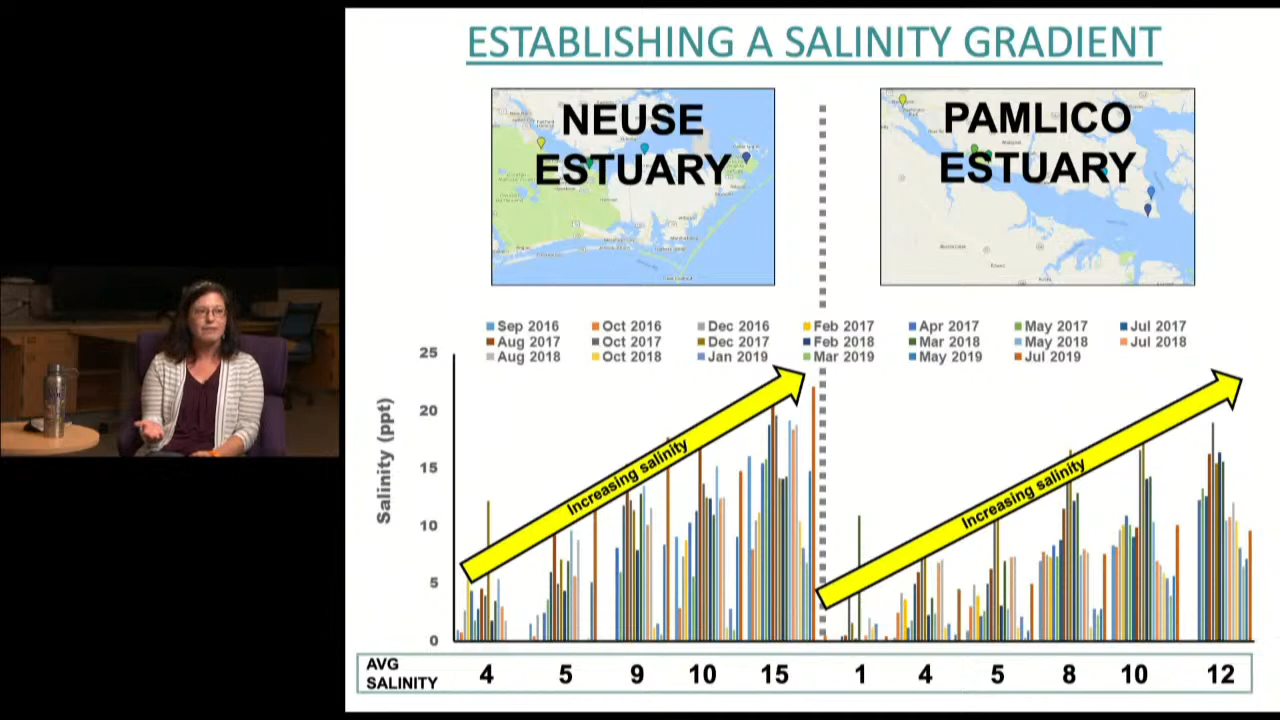 ESTABLISHING A SALINITY GRADIENT
NEUSE
ESTUARY
PAMLICO
ESTUARY
Sep 2016 Oct 2016 Dec 2016 Feb 2017 Apr 2017 May 2017 Jul 2017
Aug 2017 Oct 2017 Dec 2017 Feb 2018 Mar 2018 May 2018 Jul 2018
Aug 2018 Oct 2018 Jan 2019 Mar 2019 May 2019 Jul 2019
25
20
15
10
5
0
Salinity (ppt)
Increasing salinity
Increasing salinity
AVG
SALINITY
4 5 9 10 15 1 4 5 8 10 12